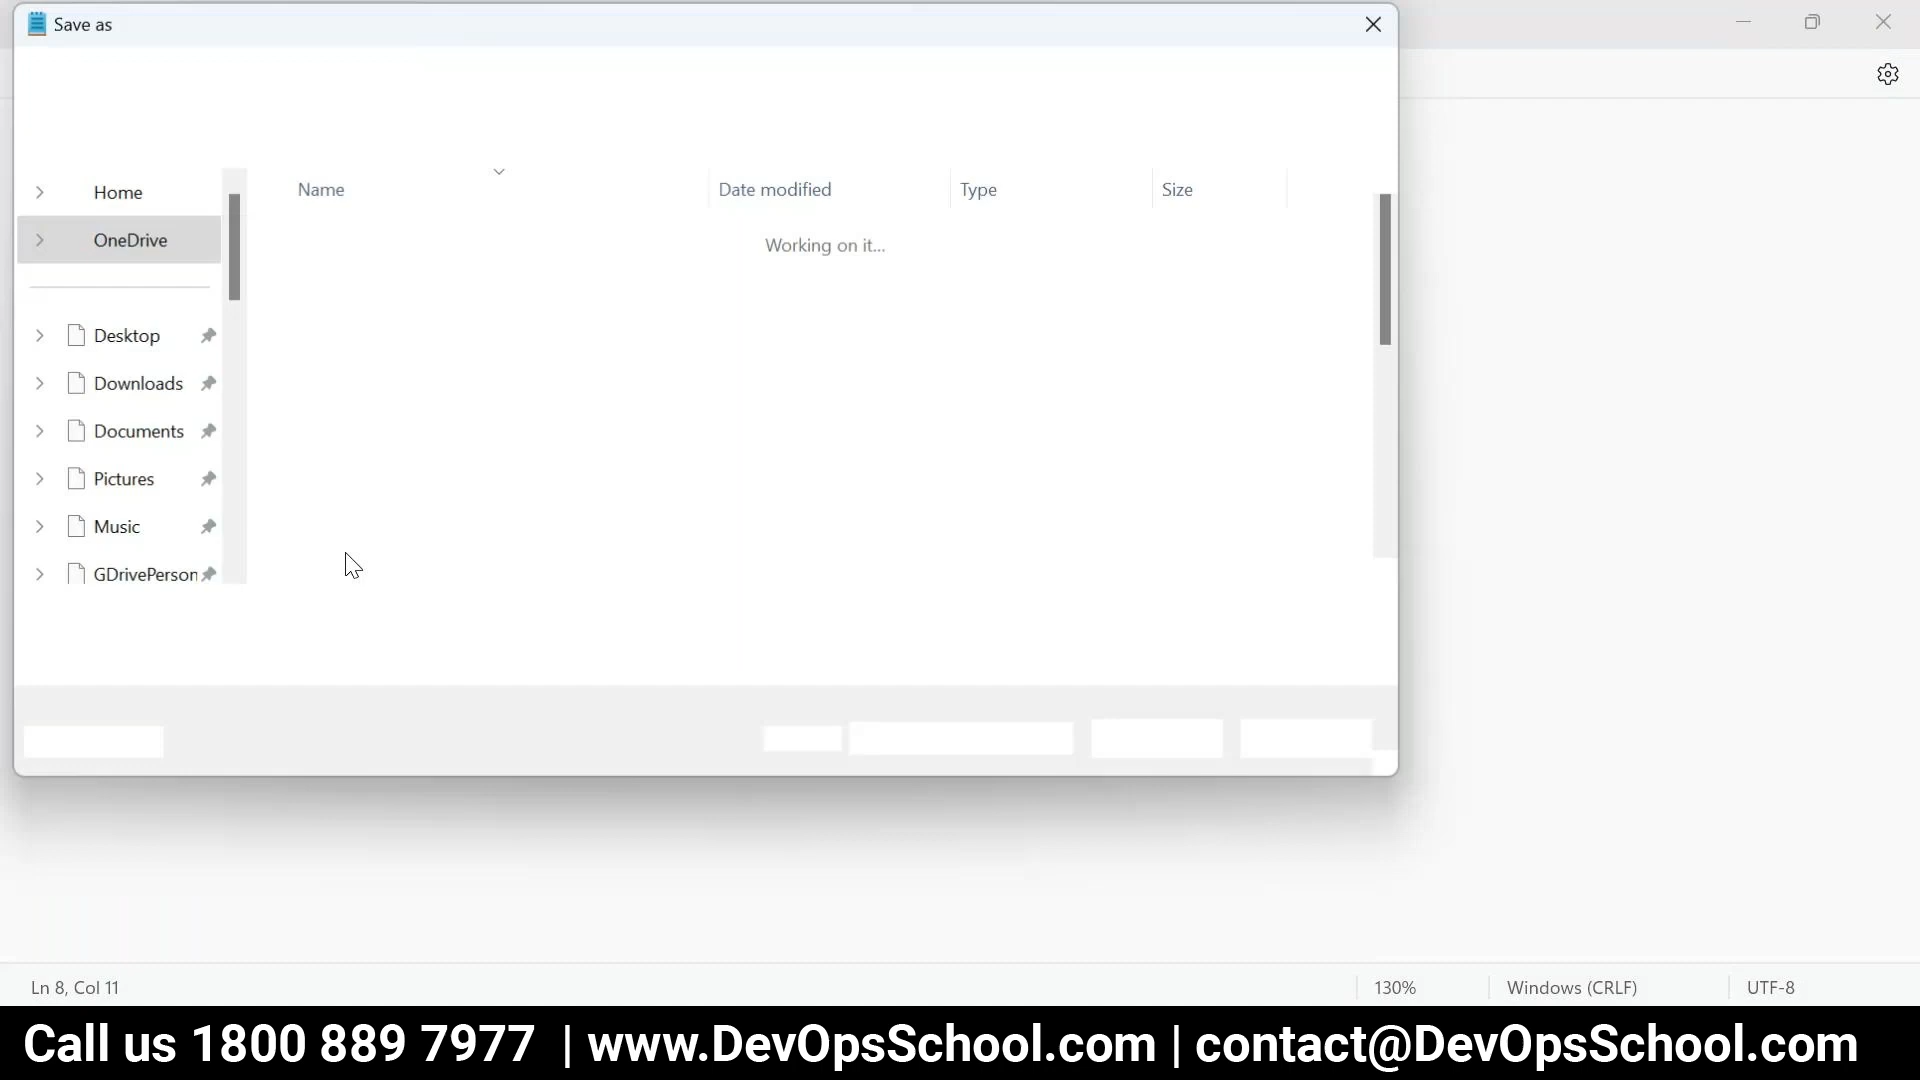 Save as
Name
Date modified
Type
Size
Home
OneDrive
Working on it...
Desktop
Downloads
Documents
Pictures
Music
GDrivePerson
Ln 8, Col 11
130%
Windows (CRLF)
UTF-8
Call us 1800 889 7977 | www.DevOpsSchool.com | contact@DevOpsSchool.com